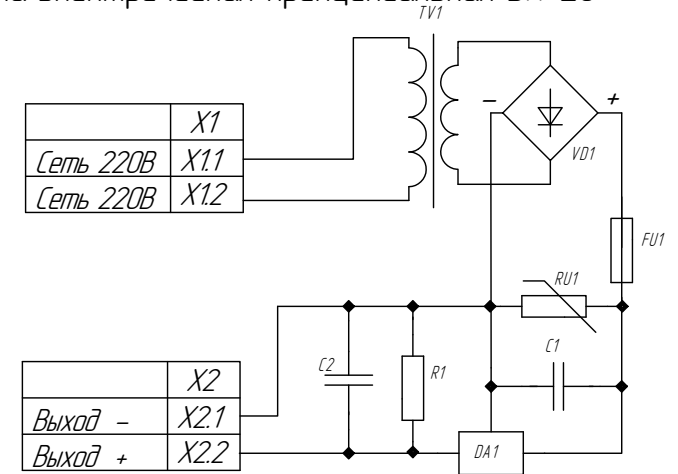 TV1
X1
Сеть 220В X1.1
Сеть 220В X1.2
- +
VD1
FU1
RU1
C1
C2
R1
X2
Выход - X2.1
Выход + X2.2
DA1